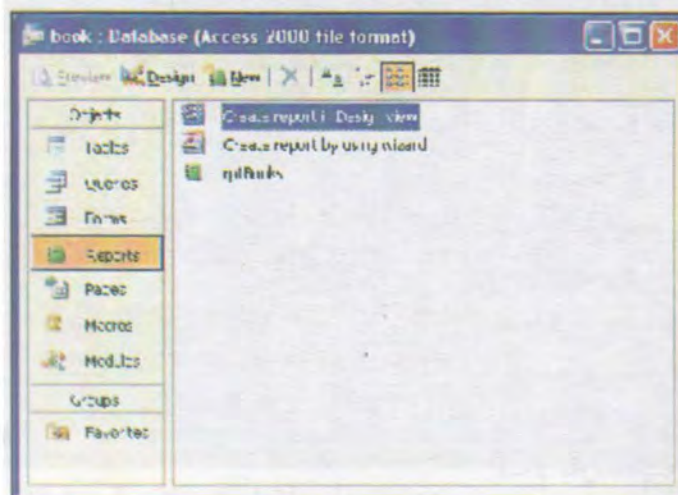 book : Database (Access 2000 file format)
Preview Design New
Objects
Tables
Queries
Forms
Reports
Pages
Macros
Modules
Groups
Favorites
Create report in Design view
Create report by using wizard
rptBooks